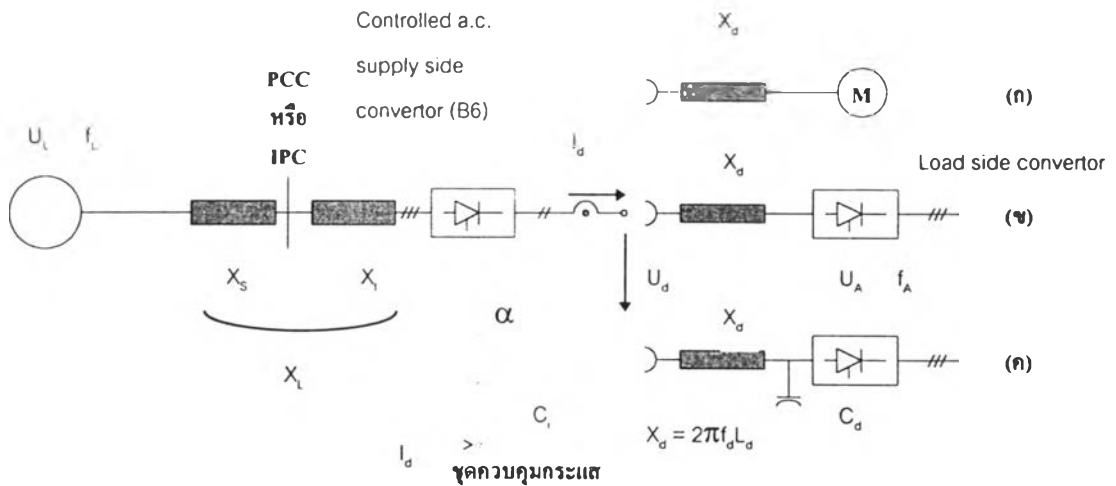 Controlled a.c.
supply side
convertor (B6)
PCC
หรือ
IPC
U_L f_L
X_d
M
(ก)
I_d
X_d
Load side convertor
(ข)
X_S X_I
α
U_d
U_A f_A
X_d
(ค)
X_L
C_I
C_d
I_d >
X_d = 2πf_dL_d
ชุดควบคุมกระแส